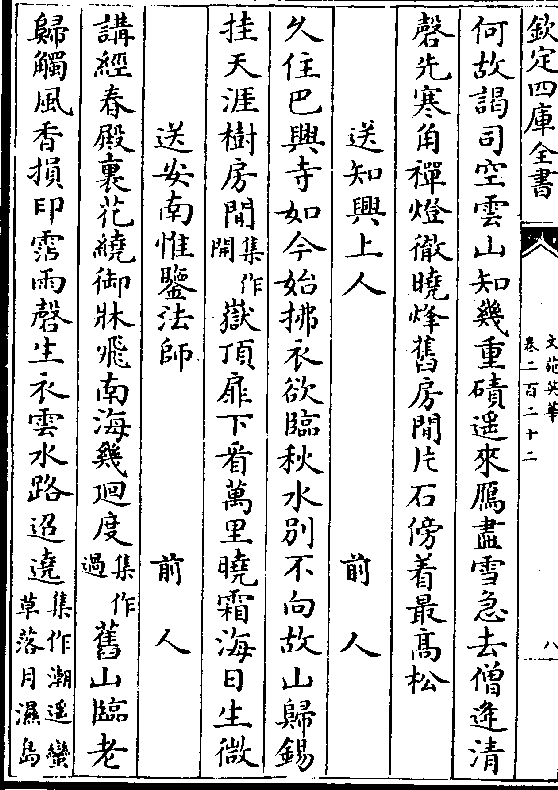 欽定四庫全書
文苑英華
卷二百二十二
八
何故謁司空雲山知幾重磧遥來鴈盡雪急去僧逢清
磬先寒角禪燈徹曉烽舊房閒片石傍着最髙松
送知興上人
前人
久住巴興寺如今始拂衣欲臨秋水别不向故山歸錫
挂天涯樹房閒集作開嶽頂扉下看萬里曉霜海日生微
送安南惟鑒法師
前人
講經春殿裏花繞御牀飛南海幾迴度集作過舊山臨老
歸觸風香損印霑雨磬生衣雲水路迢遶集作潮遥蠻草落月濕島